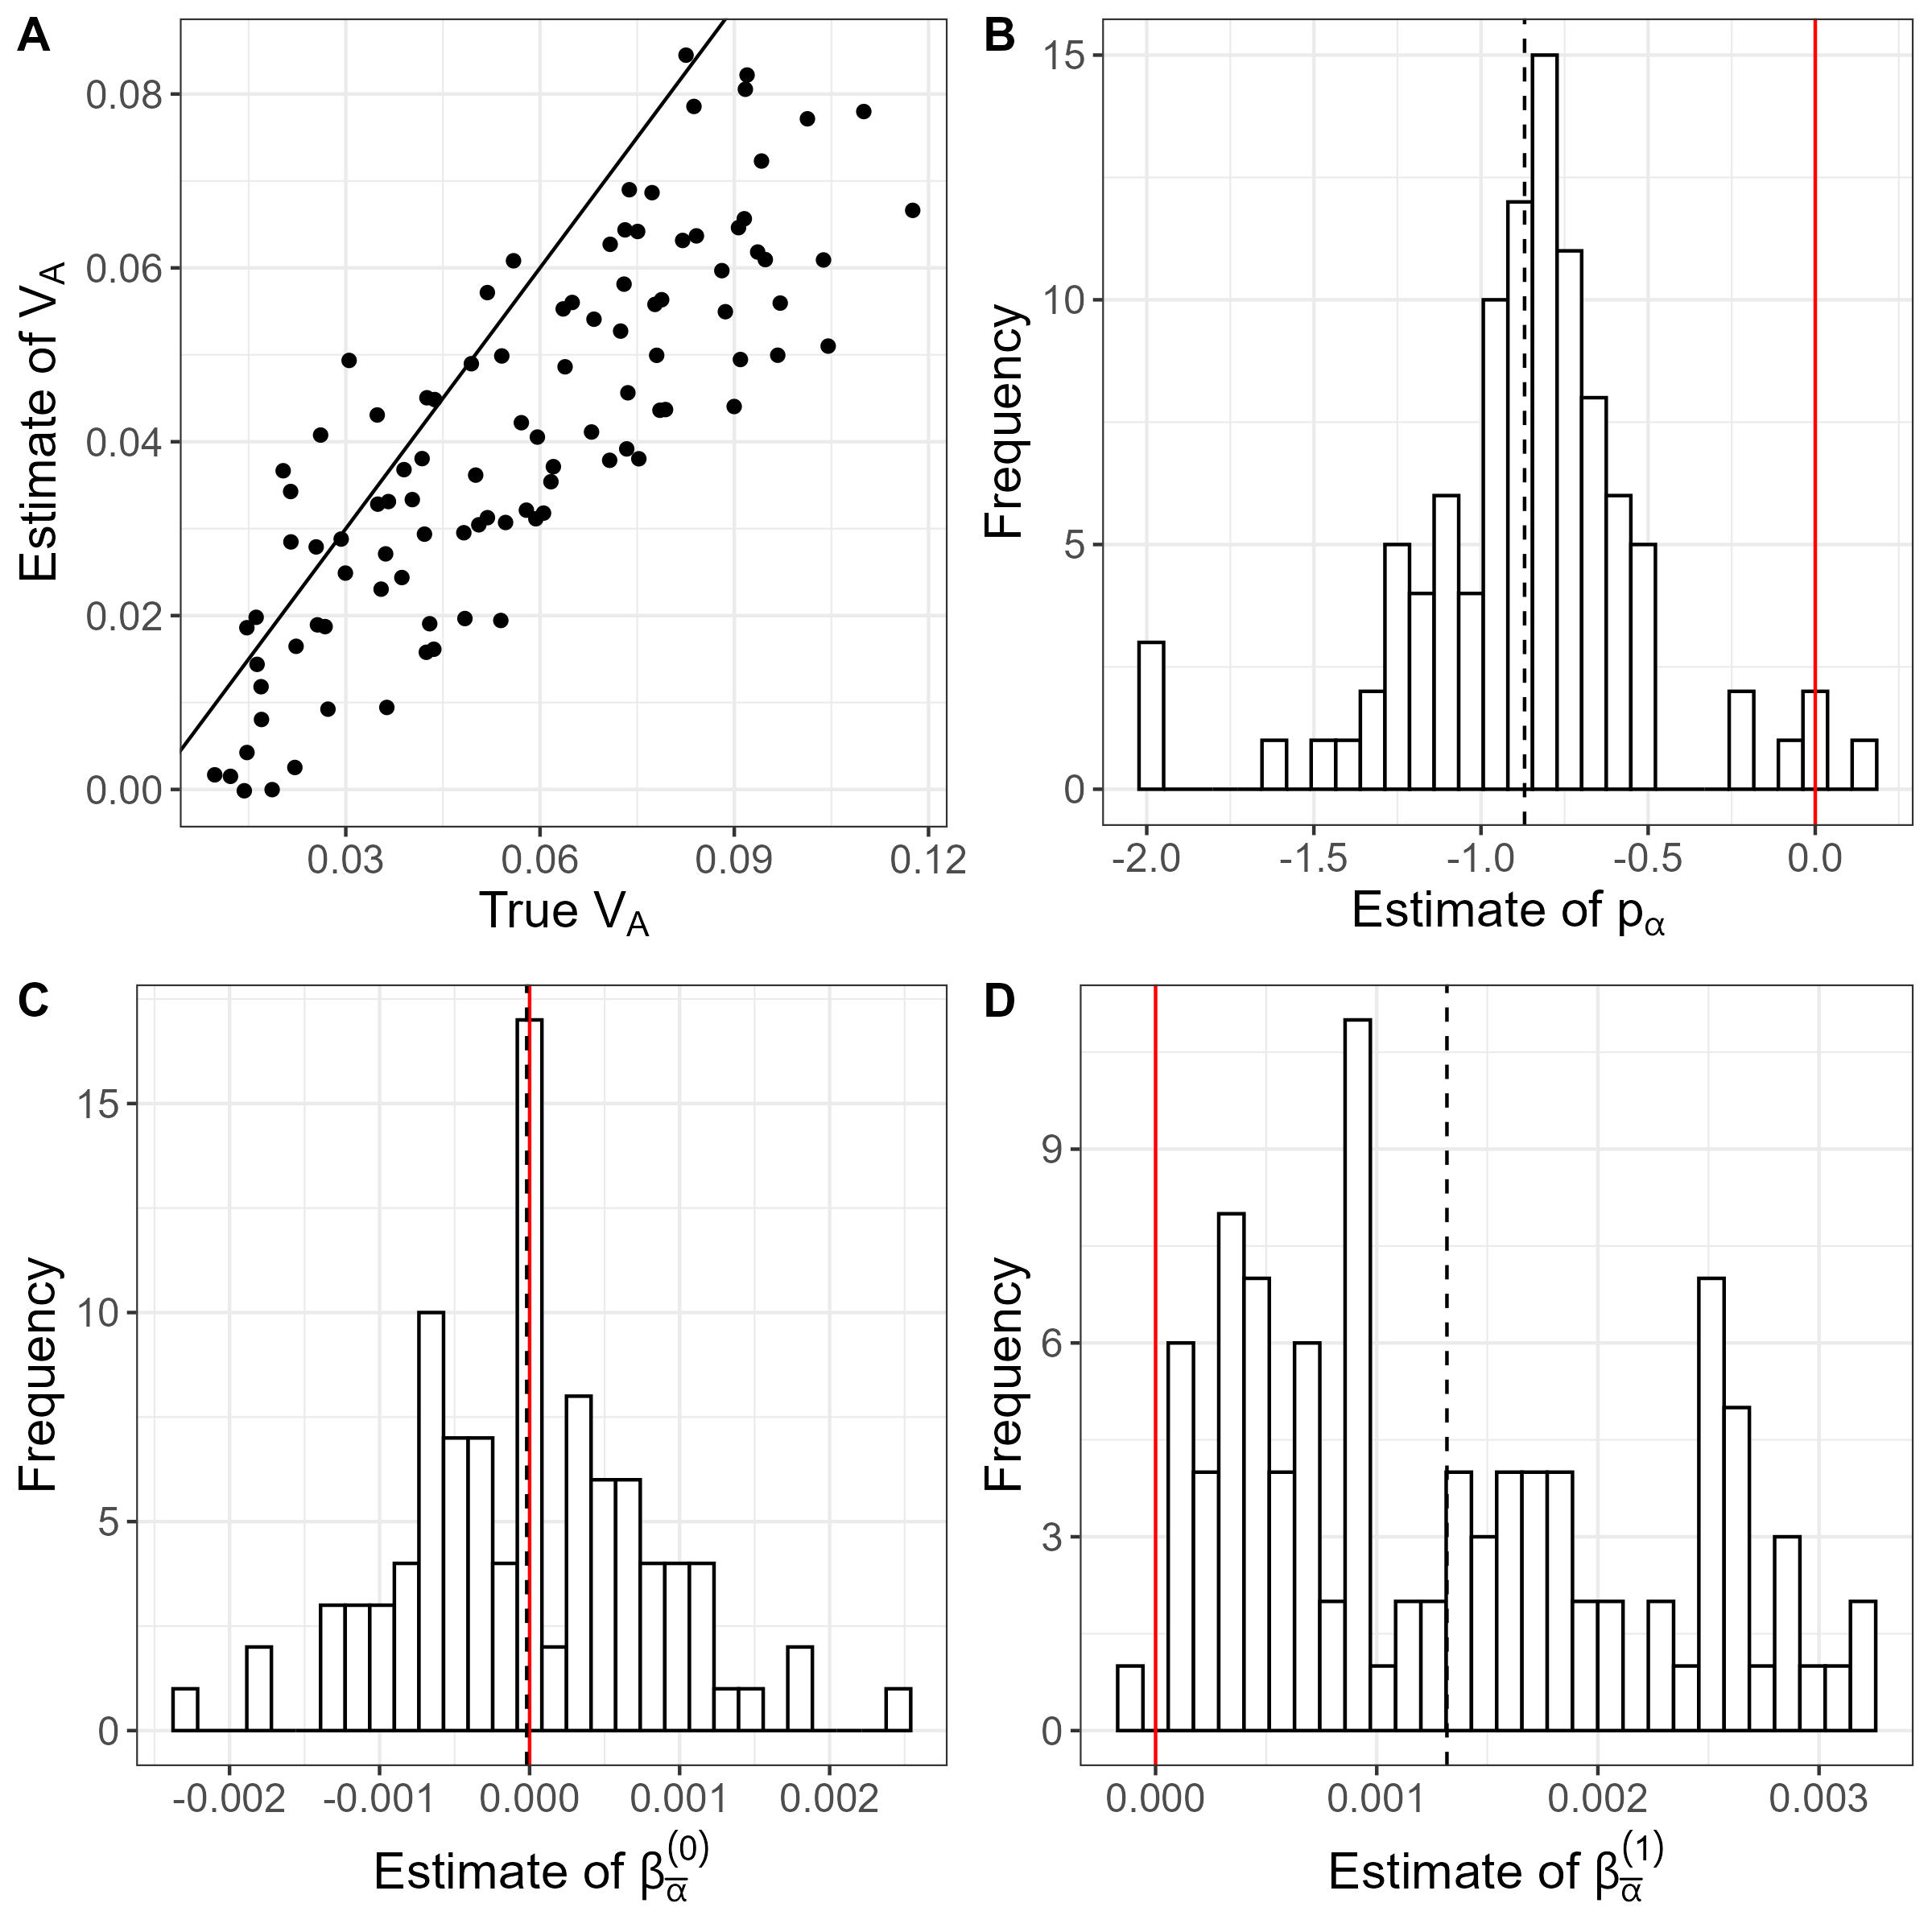 A
Estimate of V_A
0.08
0.06
0.04
0.02
0.00
0.03 0.06 0.09 0.12
True V_A
B
Frequency
15
10
5
0
-2.0 -1.5 -1.0 -0.5 0.0
Estimate of p_α
C
Frequency
15
10
5
0
-0.002 -0.001 0.000 0.001 0.002
Estimate of β_α̅^(0)
D
Frequency
9
6
3
0
0.000 0.001 0.002 0.003
Estimate of β_α̅^(1)